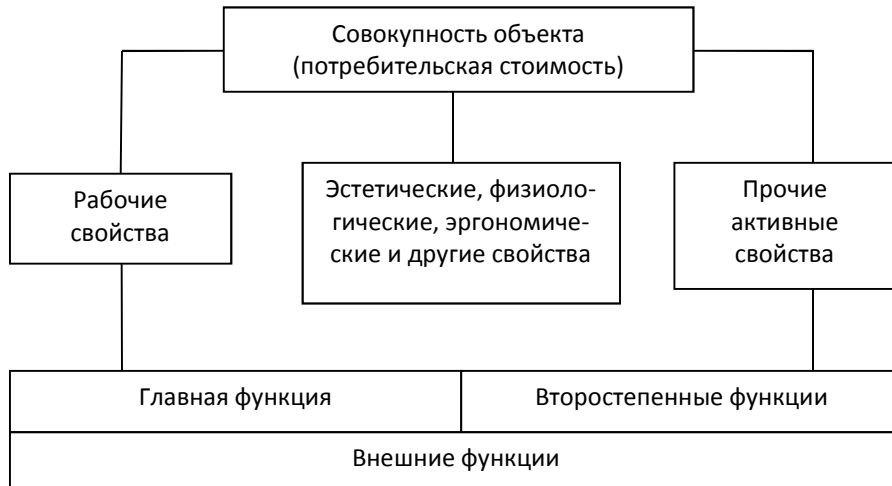 Совокупность объекта
(потребительская стоимость)
Рабочие
свойства
Эстетические, физиоло-
гические, эргономиче-
ские и другие свойства
Прочие
активные
свойства
Главная функция
Второстепенные функции
Внешние функции